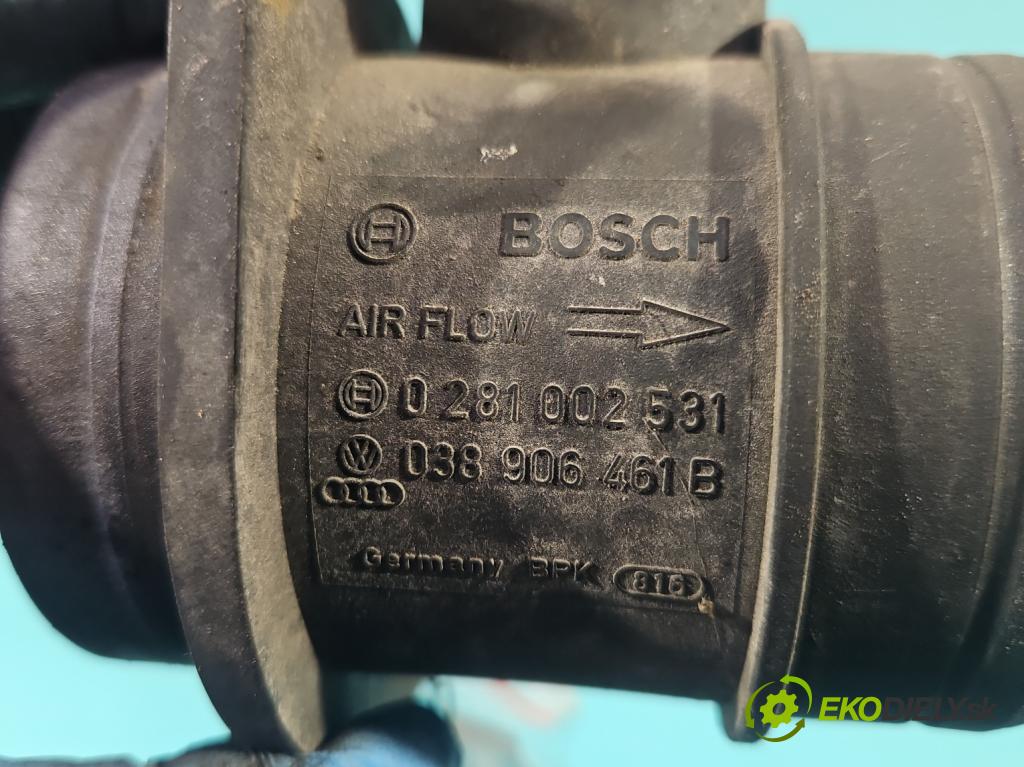 BOSCH
AIR FLOW
0 281 002 531
038 906 461 B
Germany BPK 816
EKODIELY.sk